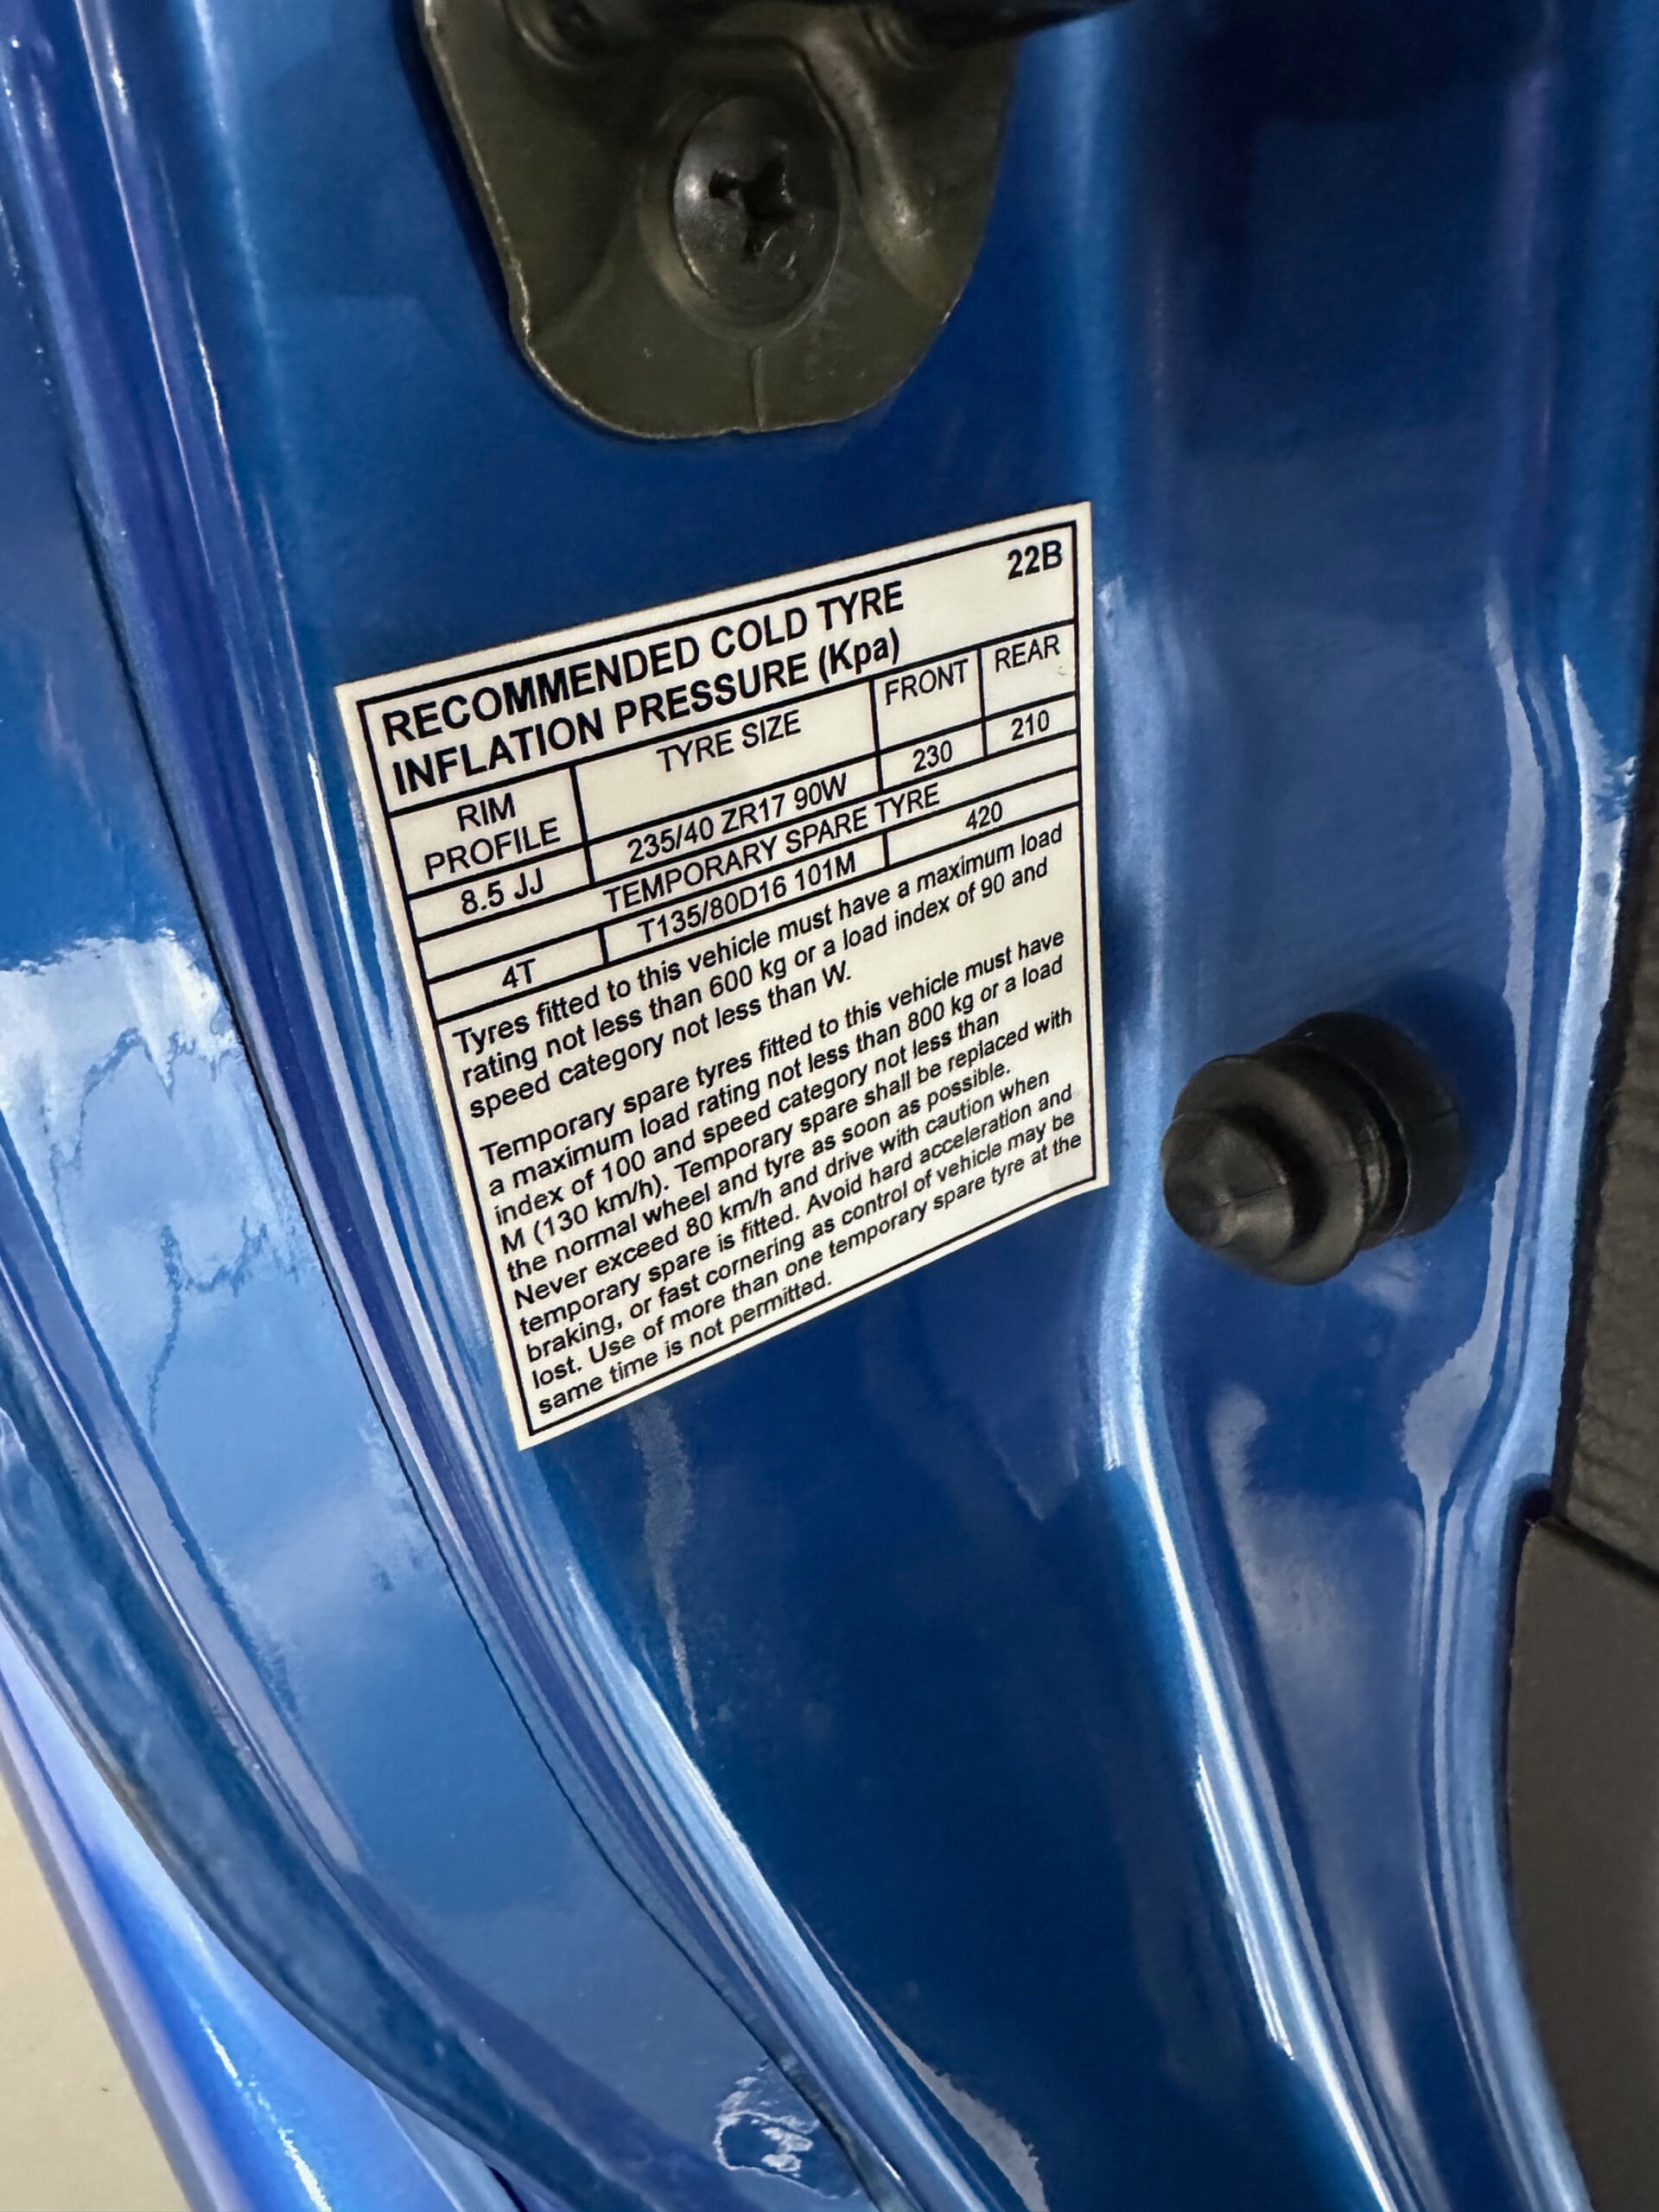 22B
RECOMMENDED COLD TYRE
INFLATION PRESSURE (Kpa)
RIM PROFILE TYRE SIZE FRONT REAR
8.5 JJ 235/40 ZR17 90W 230 210
TEMPORARY SPARE TYRE
4T T135/80D16 101M 420
Tyres fitted to this vehicle must have a maximum load
rating not less than 600 kg or a load index of 90 and
speed category not less than W.
Temporary spare tyres fitted to this vehicle must have
a maximum load rating not less than 800 kg or a load
index of 100 and speed category not less than
M (130 km/h). Temporary spare shall be replaced with
the normal wheel and tyre as soon as possible.
Never exceed 80 km/h and drive with caution when
temporary spare is fitted. Avoid hard acceleration and
braking, or fast cornering as control of vehicle may be
lost. Use of more than one temporary spare tyre at the
same time is not permitted.